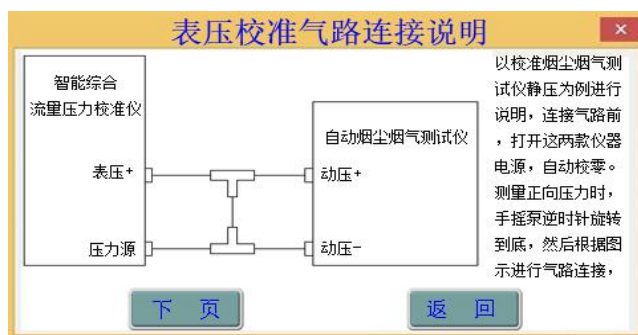 表压校准气路连接说明
×
智能综合
流量压力校准仪
表压+
压力源
自动烟尘烟气测试仪
动压+
动压-
以校准烟尘烟气测
试仪静压为例进行
说明，连接气路前
，打开这两款仪器
电源，自动校零。
测量正向压力时，
手摇泵逆时针旋转
到底，然后根据图
示进行气路连接，
下 页
返 回